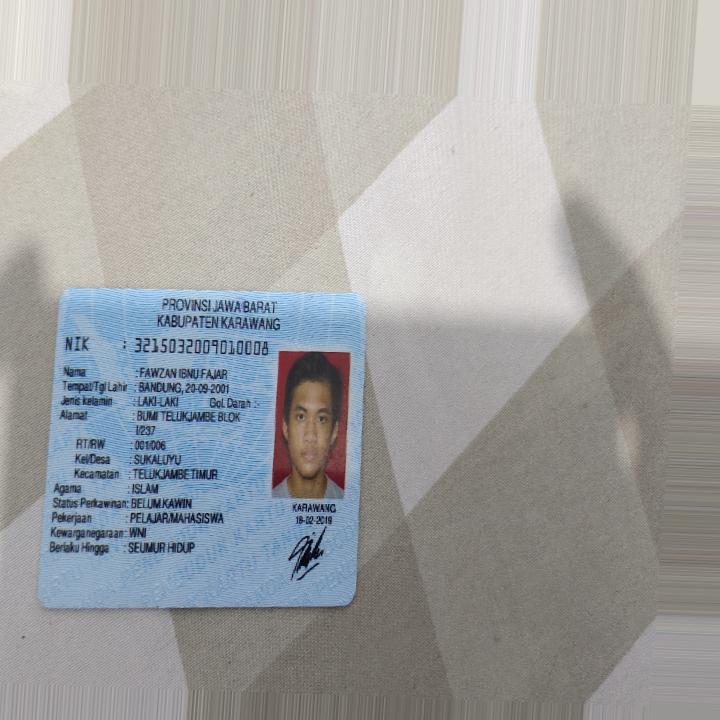 PROVINSI JAWA BARAT
KABUPATEN KARAWANG
NIK : 3215032009010008
Nama : FAWZAN IBNU FAJAR
Tempat/Tgl Lahir : BANDUNG, 20-09-2001
Jenis kelamin : LAKI-LAKI Gol. Darah :-
Alamat : BUMI TELUKJAMBE BLOK
I/237
RT/RW : 001/006
Kel/Desa : SUKALUYU
Kecamatan : TELUKJAMBE TIMUR
Agama : ISLAM
Status Perkawinan: BELUM KAWIN
Pekerjaan : PELAJAR/MAHASISWA
Kewarganegaraan: WNI
Berlaku Hingga : SEUMUR HIDUP
KARAWANG
18-02-2019